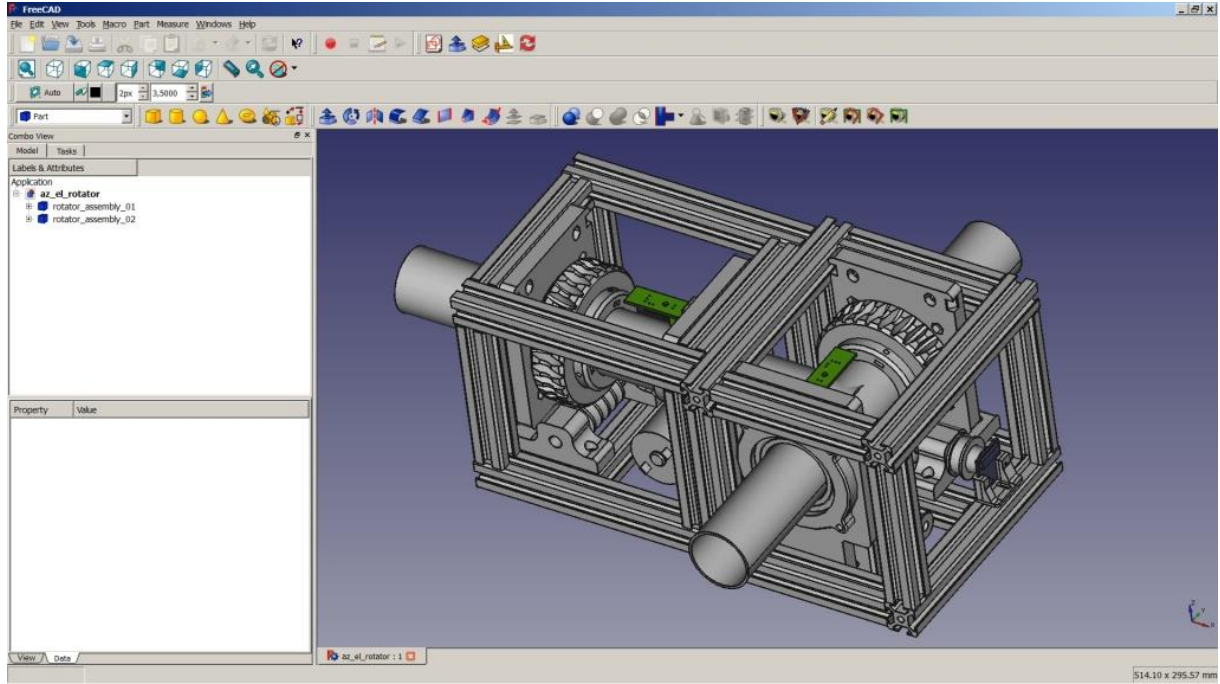 FreeCAD
File Edit View Tools Macro Part Measure Windows Help
Auto 2px 3,5000
Part
Combo View
Model Tasks
Labels & Attributes
Application
az_el_rotator
rotator_assembly_01
rotator_assembly_02
Property Value
View Data
az_el_rotator : 1
Z Y X
514.10 x 295.57 mm